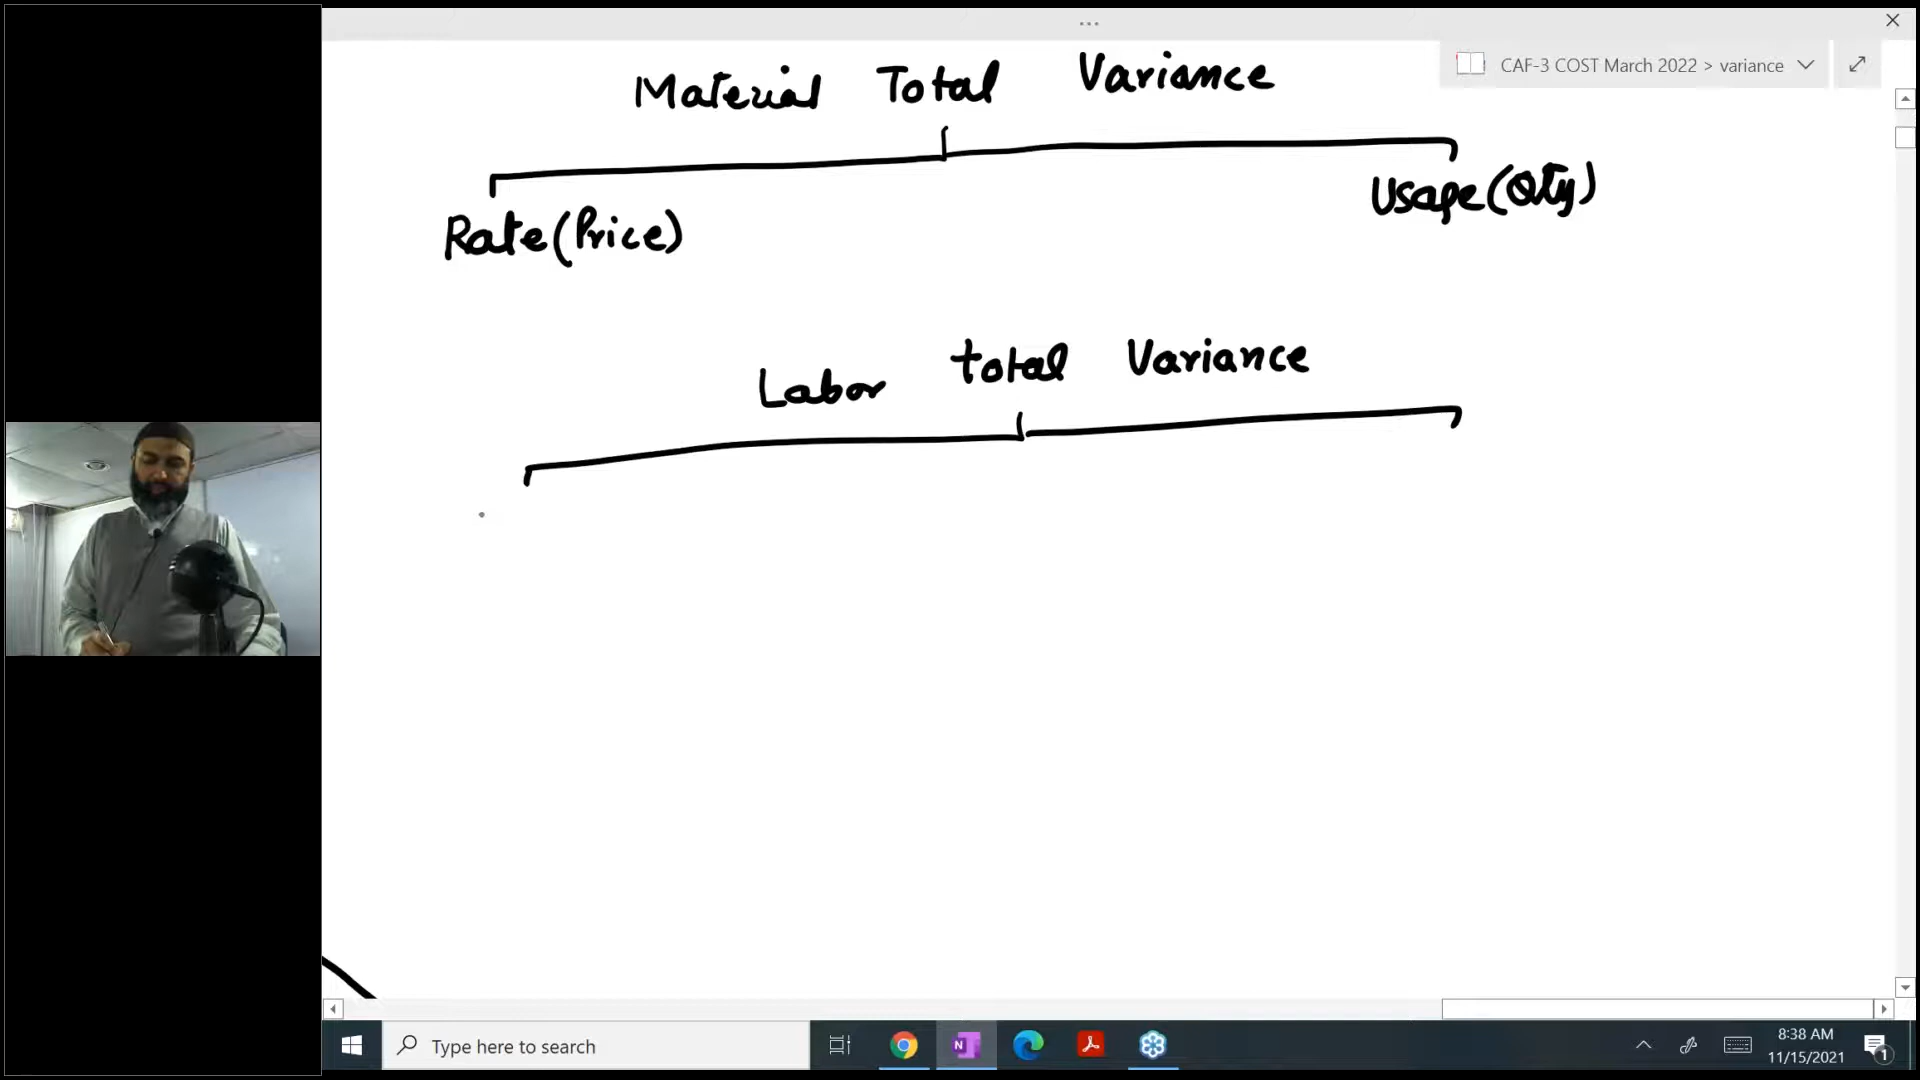 CAF-3 COST March 2022 > variance
Material Total Variance
Rate(Price) Usage(Qty)
Labor total Variance
Type here to search
8:38 AM
11/15/2021
1